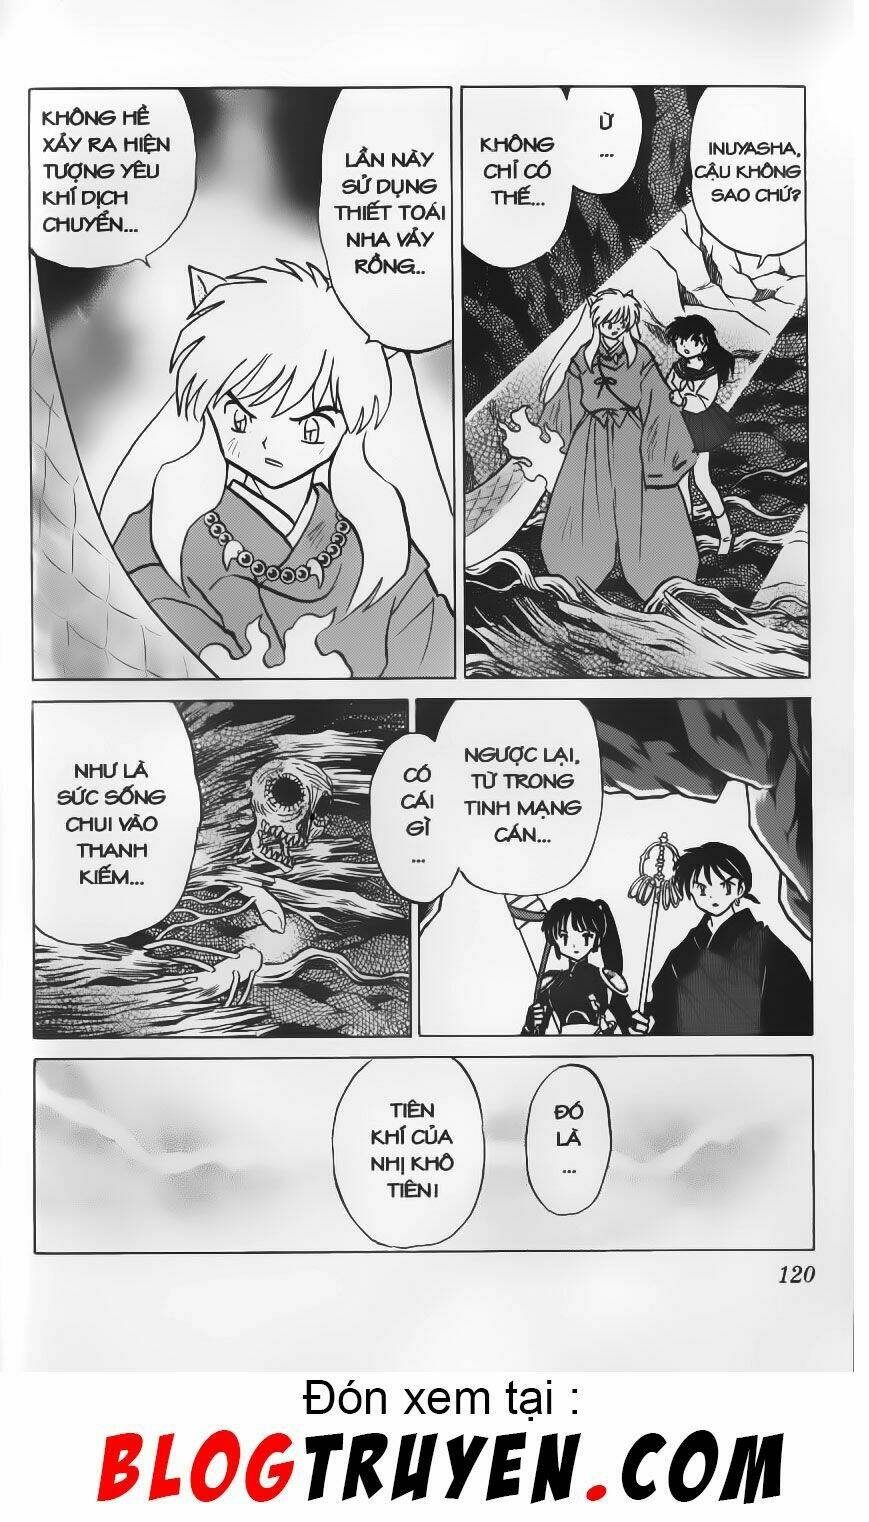 INUYASHA,
CẬU KHÔNG
SAO CHỨ?
Ừ
...
KHÔNG
CHỈ CÓ
THẾ...
LẦN NÀY
SỬ DỤNG
THIẾT TOÁI
NHA VẢY
RỒNG...
KHÔNG HỀ
XẢY RA HIỆN
TƯỢNG YÊU
KHÍ DỊCH
CHUYỂN...
NGƯỢC LẠI,
TỪ TRONG
TINH MẠNG
CÁN...
CÓ
CÁI
GÌ
...
NHƯ LÀ
SỨC SỐNG
CHUI VÀO
THANH
KIẾM...
ĐÓ
LÀ
...
TIÊN
KHÍ CỦA
NHỊ KHÔ
TIÊN!
120
Đón xem tại :
BLOGTRUYEN.COM